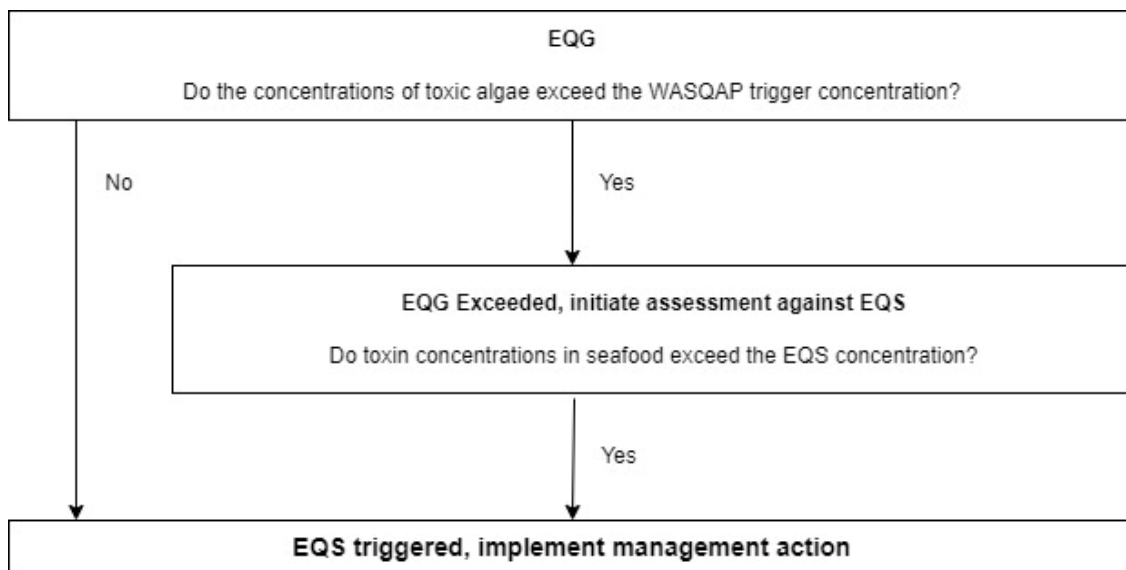 EQG
Do the concentrations of toxic algae exceed the WASQAP trigger concentration?
No
Yes
EQG Exceeded, initiate assessment against EQS
Do toxin concentrations in seafood exceed the EQS concentration?
Yes
EQS triggered, implement management action